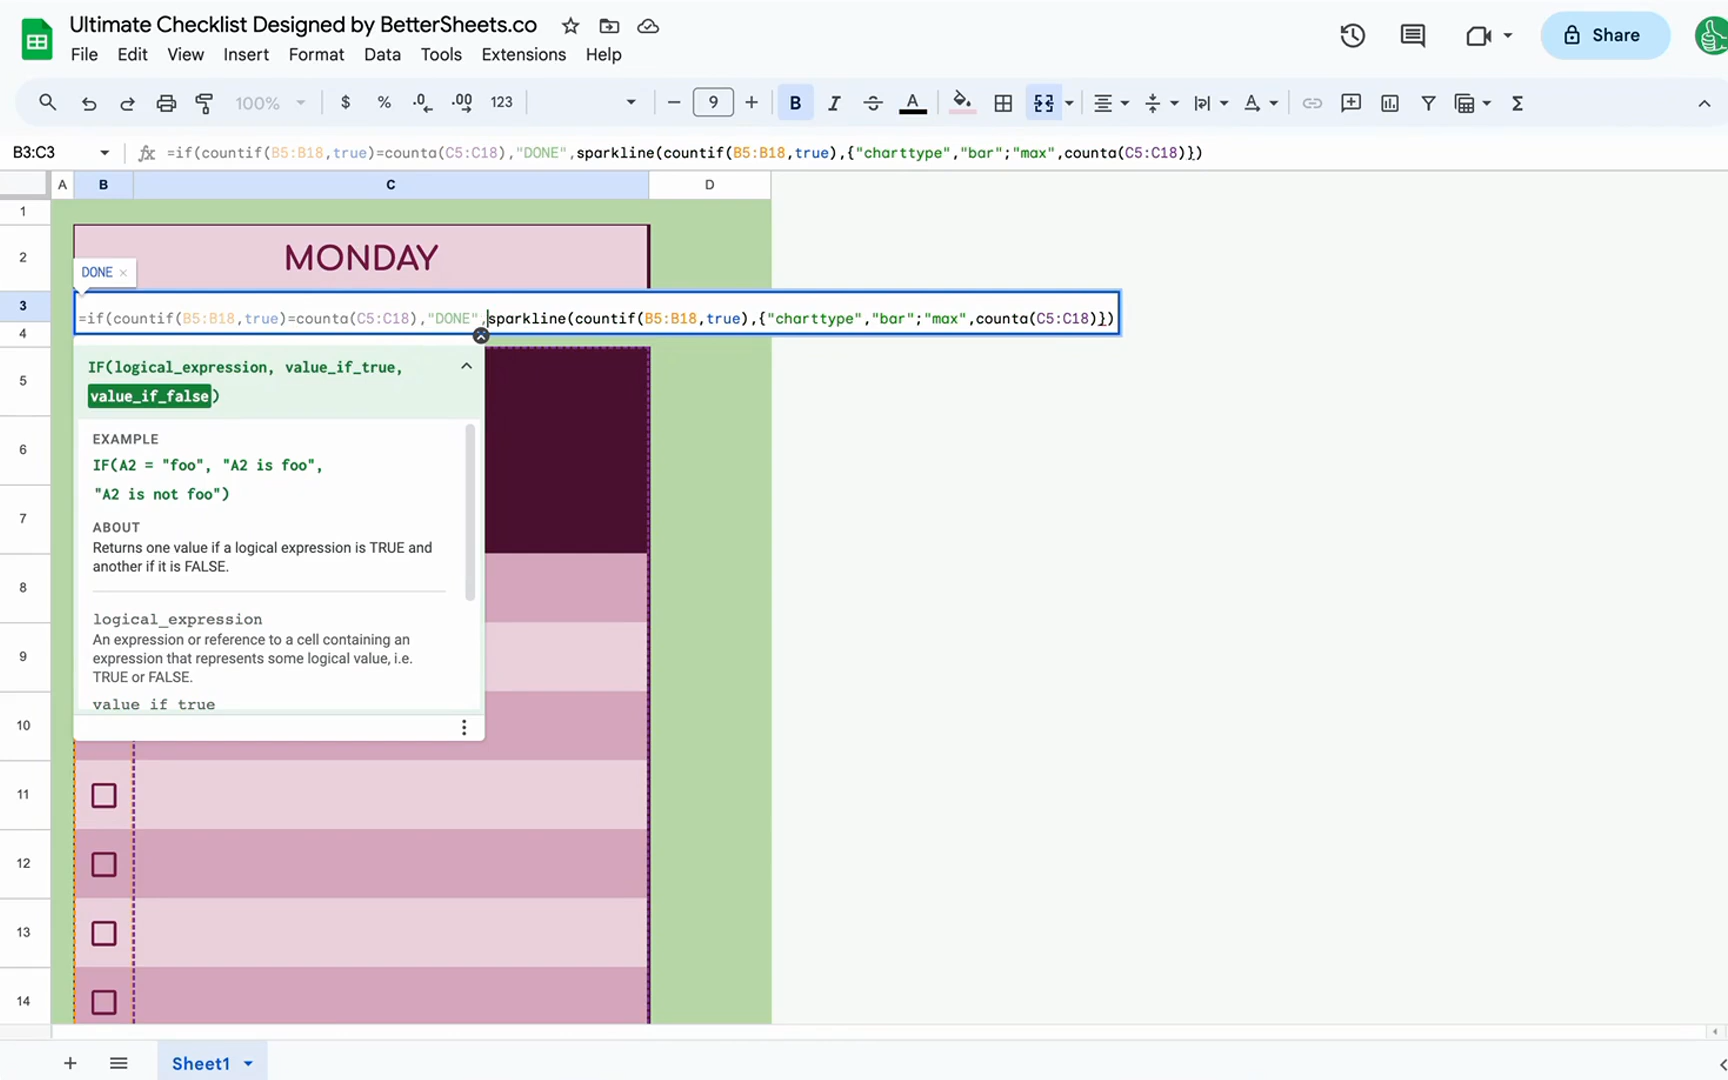 Ultimate Checklist Designed by BetterSheets.co
File Edit View Insert Format Data Tools Extensions Help
Share
100% $ % .0 .00 123 9 B I A
B3:C3 fx =if(countif(B5:B18,true)=counta(C5:C18),"DONE",sparkline(countif(B5:B18,true),{"charttype","bar";"max",counta(C5:C18)})
A B C D
1
2 MONDAY
DONE ×
3 =if(countif(B5:B18,true)=counta(C5:C18),"DONE",sparkline(countif(B5:B18,true),{"charttype","bar";"max",counta(C5:C18)})
4
IF(logical_expression, value_if_true,
value_if_false)
5
EXAMPLE
6
IF(A2 = "foo", "A2 is foo",
"A2 is not foo")
7
ABOUT
Returns one value if a logical expression is TRUE and
another if it is FALSE.
8
logical_expression
An expression or reference to a cell containing an
expression that represents some logical value, i.e.
TRUE or FALSE.
9
value if true
10
11
12
13
14
Sheet1